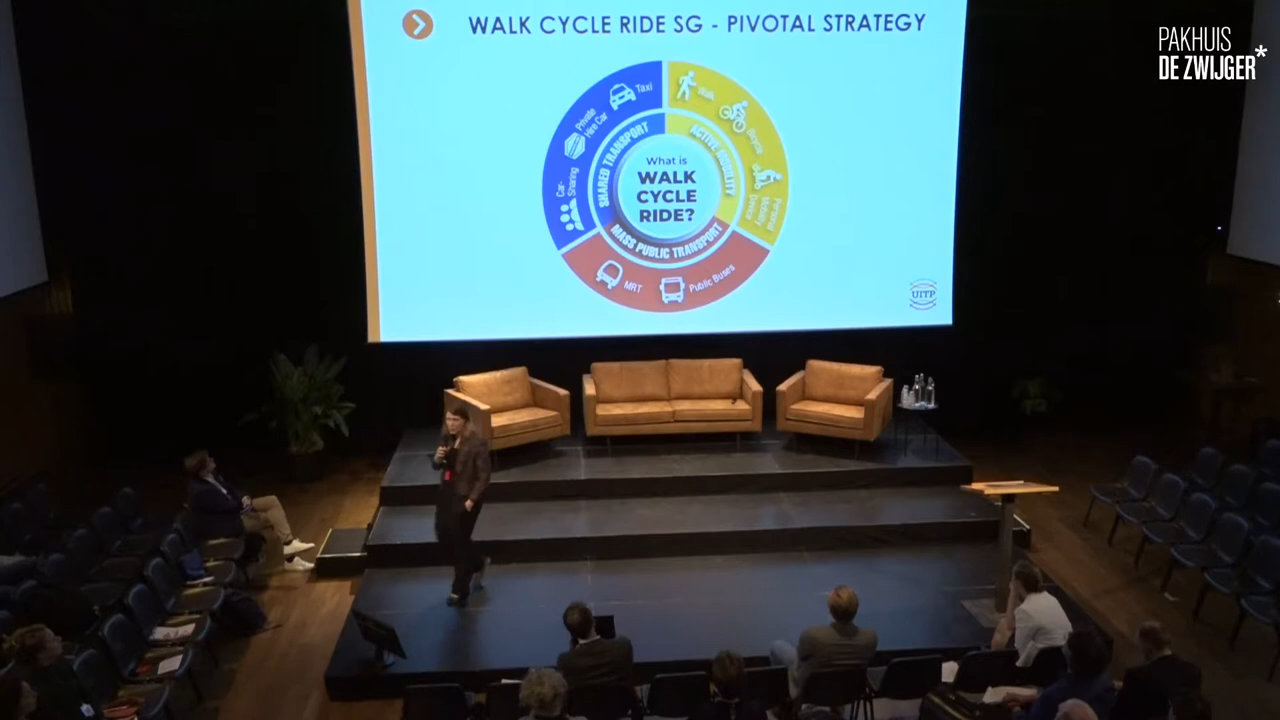 WALK CYCLE RIDE SG - PIVOTAL STRATEGY
PAKHUIS
DE ZWIJGER*
Taxi
Private
Hire Car
Car-
Sharing
SHARED TRANSPORT
Walk
Bicycle
Personal
Mobility
Device
ACTIVE MOBILITY
What is
WALK
CYCLE
RIDE?
MASS PUBLIC TRANSPORT
MRT
Public Buses
UITP